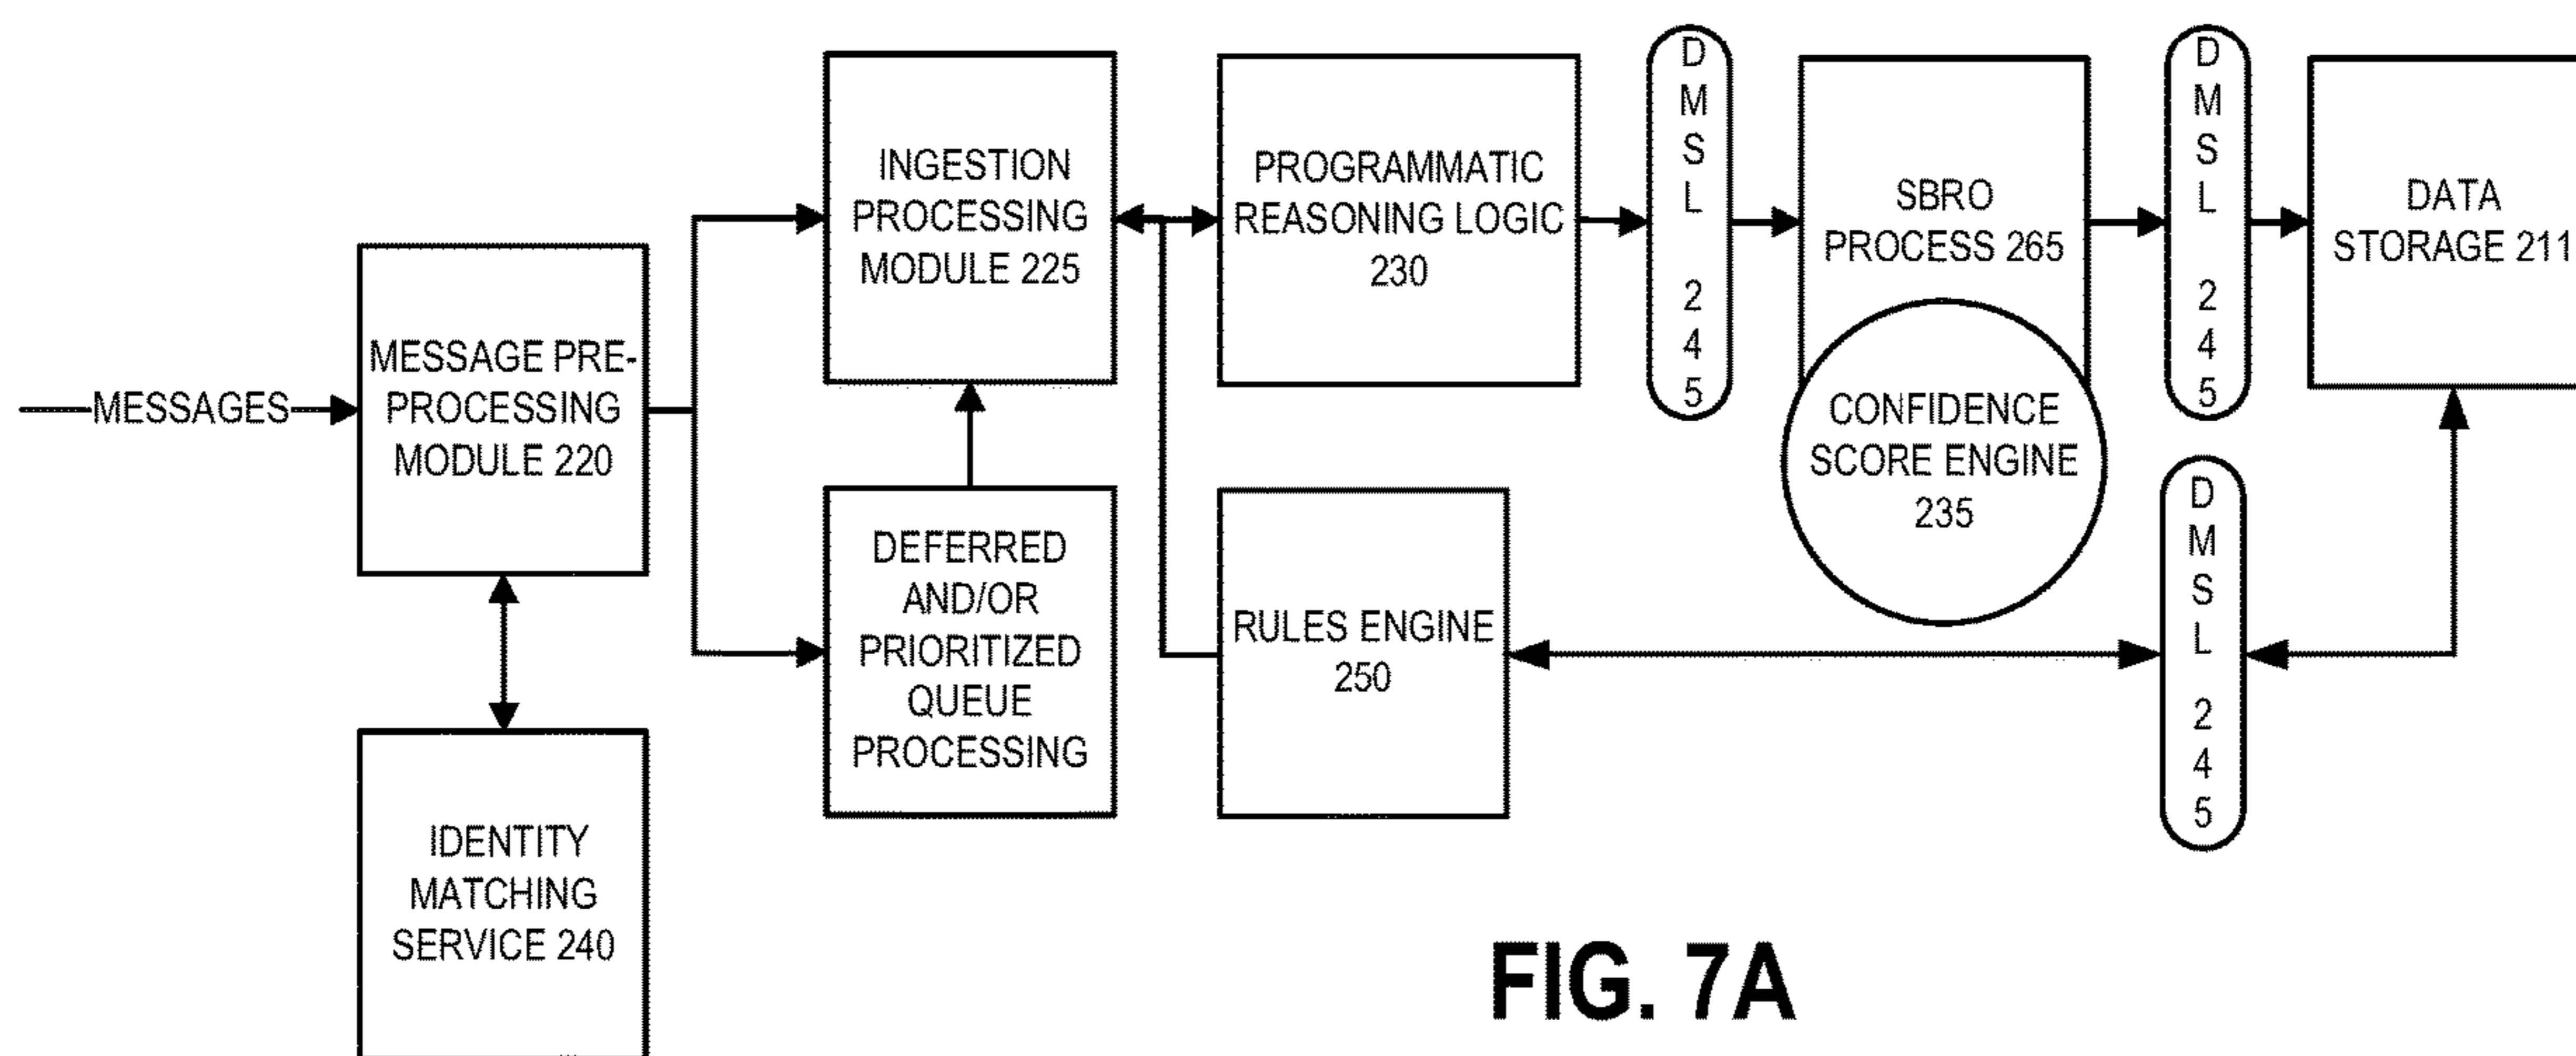 MESSAGES
MESSAGE PRE-
PROCESSING
MODULE 220
IDENTITY
MATCHING
SERVICE 240
INGESTION
PROCESSING
MODULE 225
DEFERRED
AND/OR
PRIORITIZED
QUEUE
PROCESSING
PROGRAMMATIC
REASONING LOGIC
230
RULES ENGINE
250
D
M
S
L
2
4
5
SBRO
PROCESS 265
CONFIDENCE
SCORE ENGINE
235
D
M
S
L
2
4
5
D
M
S
L
2
4
5
DATA
STORAGE 211
FIG. 7A